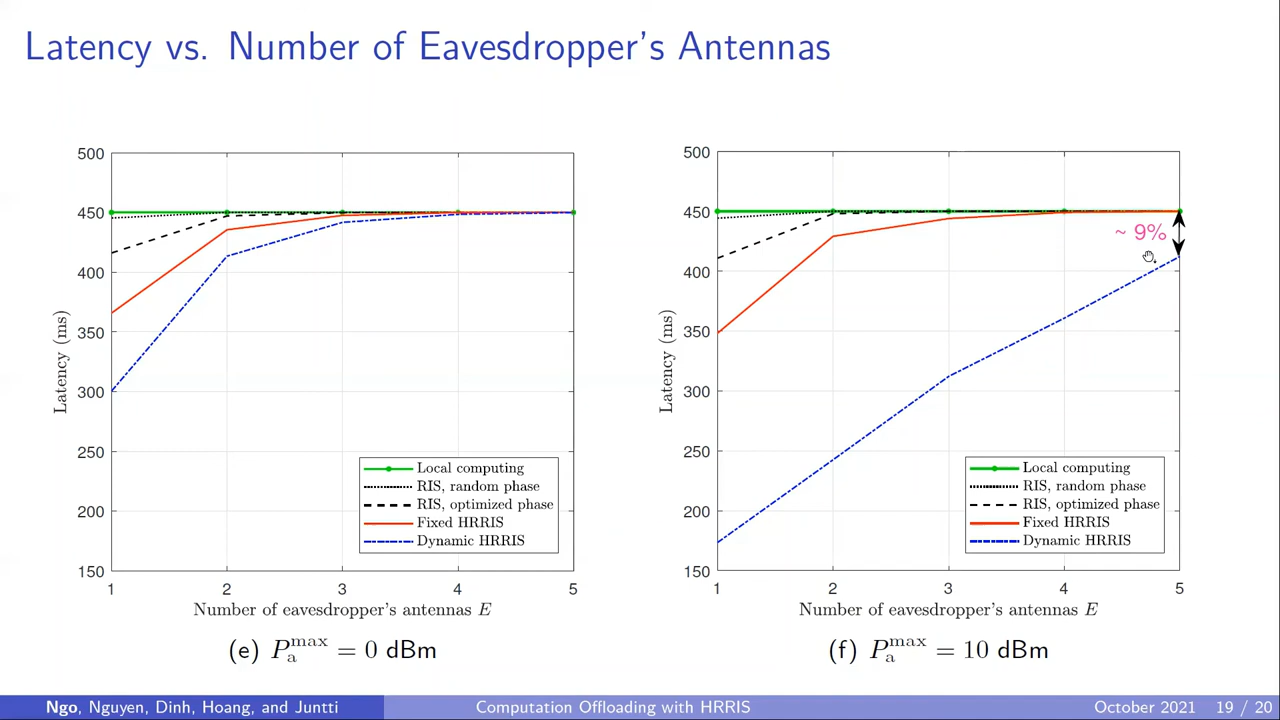 Latency vs. Number of Eavesdropper's Antennas
500
450
400
350
300
250
200
150
1 2 3 4 5
Latency (ms)
Number of eavesdropper's antennas E
Local computing
RIS, random phase
RIS, optimized phase
Fixed HRRIS
Dynamic HRRIS
(e) P_a^max = 0 dBm
500
450
400
350
300
250
200
150
1 2 3 4 5
Latency (ms)
Number of eavesdropper's antennas E
~ 9%
Local computing
RIS, random phase
RIS, optimized phase
Fixed HRRIS
Dynamic HRRIS
(f) P_a^max = 10 dBm
Ngo, Nguyen, Dinh, Hoang, and Juntti Computation Offloading with HRRIS October 2021 19 / 20